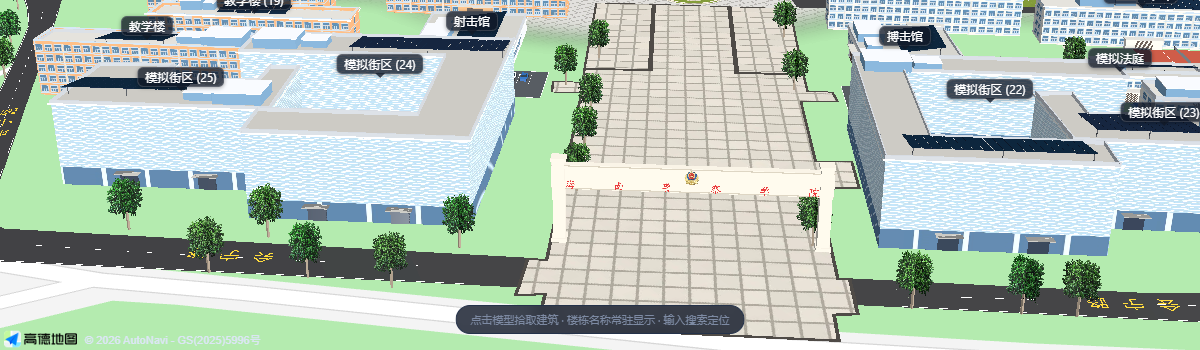 教学楼 (19)
射击馆
教学楼
搏击馆
模拟法庭
模拟街区 (24)
模拟街区 (25)
模拟街区 (22)
模拟街区 (23)
点击模型拾取建筑 · 楼栋名称常驻显示 · 输入搜索定位
高德地图
© 2026 AutoNavi - GS(2025)5996号